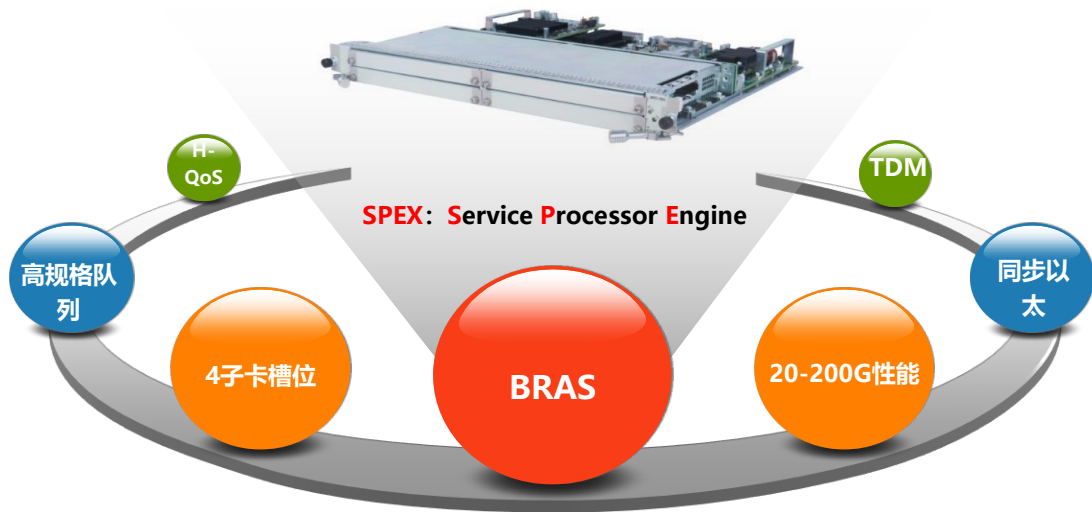 H-
QoS
TDM
SPEX：Service Processor Engine
高规格队
列
同步以
太
4子卡槽位
BRAS
20-200G性能